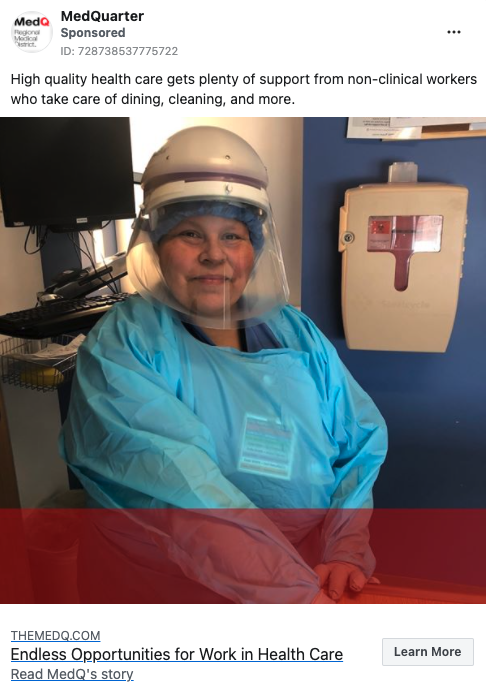 MedQ
Regional
Medical
District.
MedQuarter
Sponsored
ID: 728738537775722
High quality health care gets plenty of support from non-clinical workers
who take care of dining, cleaning, and more.
THEMEDQ.COM
Endless Opportunities for Work in Health Care
Read MedQ's story
Learn More